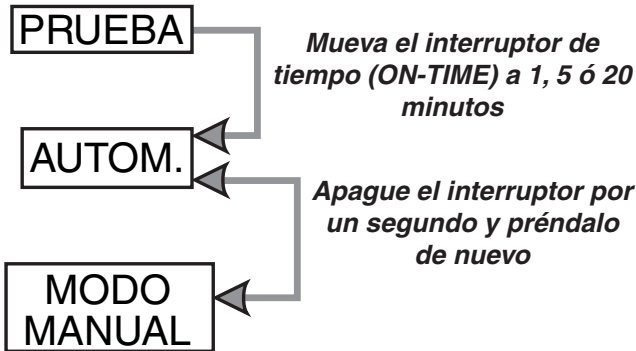 PRUEBA
Mueva el interruptor de
tiempo (ON-TIME) a 1, 5 ó 20
minutos
AUTOM.
Apague el interruptor por
un segundo y préndalo
de nuevo
MODO
MANUAL